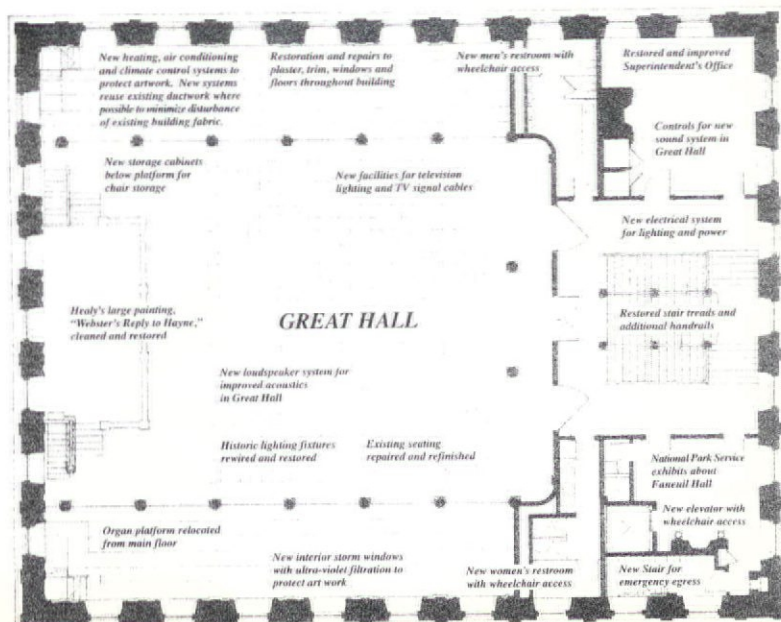 New heating, air conditioning
and climate control systems to
protect artwork. New systems
reuse existing ductwork where
possible to minimize disturbance
of existing building fabric.
Restoration and repairs to
plaster, trim, windows and
floors throughout building
New men's restroom with
wheelchair access
Restored and improved
Superintendent's Office
Controls for new
sound system in
Great Hall
New storage cabinets
below platform for
chair storage
New facilities for television
lighting and TV signal cables
New electrical system
for lighting and power
Healy's large painting,
"Webster's Reply to Hayne,"
cleaned and restored
GREAT HALL
Restored stair treads and
additional handrails
New loudspeaker system for
improved acoustics
in Great Hall
Historic lighting fixtures
rewired and restored
Existing seating
repaired and refinished
National Park Service
exhibits about
Faneuil Hall
New elevator with
wheelchair access
Organ platform relocated
from main floor
New interior storm windows
with ultra-violet filtration to
protect art work
New women's restroom
with wheelchair access
New Stair for
emergency egress